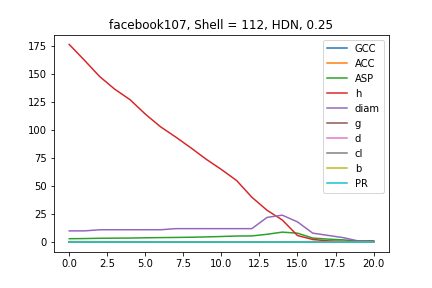 facebook107, Shell = 112, HDN, 0.25
175
150
125
100
75
50
25
0
0.0 2.5 5.0 7.5 10.0 12.5 15.0 17.5 20.0
GCC
ACC
ASP
h
diam
g
d
cl
b
PR